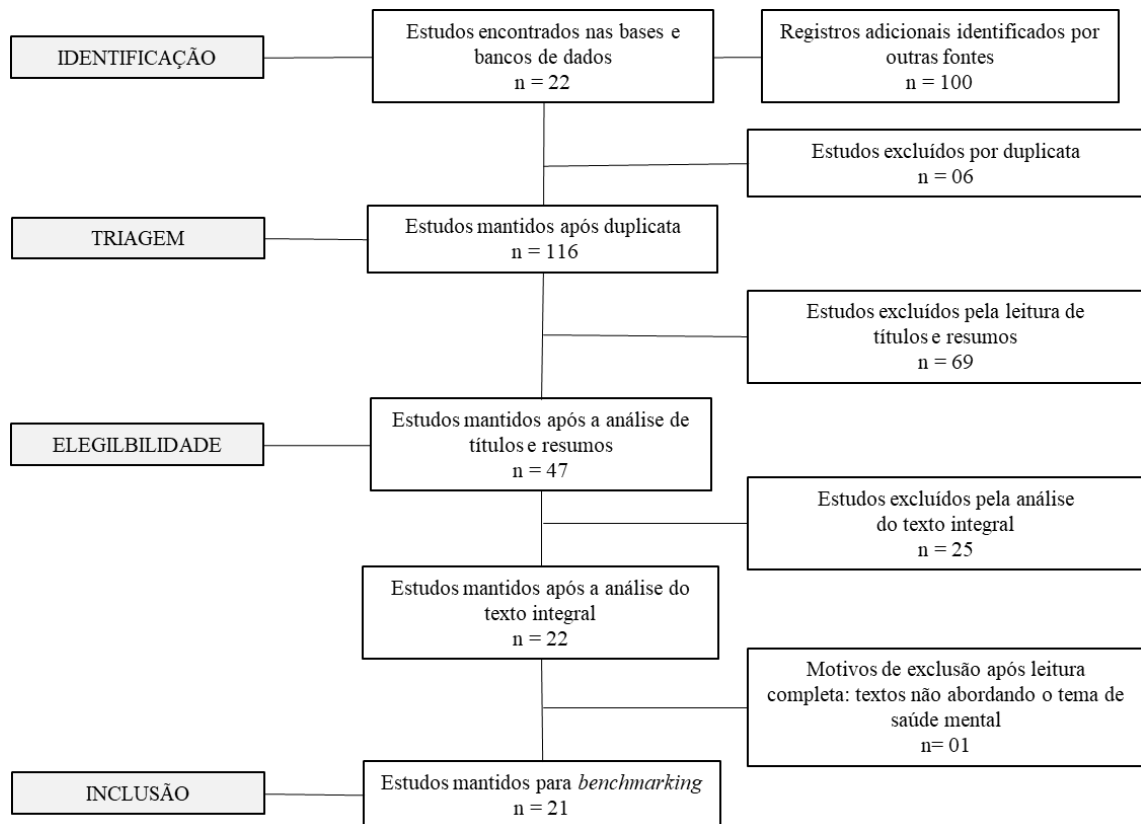 IDENTIFICAÇÃO
Estudos encontrados nas bases e
bancos de dados
n = 22
Registros adicionais identificados por
outras fontes
n = 100
Estudos excluídos por duplicata
n = 06
TRIAGEM
Estudos mantidos após duplicata
n = 116
Estudos excluídos pela leitura de
títulos e resumos
n = 69
ELEGILBILIDADE
Estudos mantidos após a análise de
títulos e resumos
n = 47
Estudos excluídos pela análise
do texto integral
n = 25
Estudos mantidos após a análise do
texto integral
n = 22
Motivos de exclusão após leitura
completa: textos não abordando o tema de
saúde mental
n= 01
INCLUSÃO
Estudos mantidos para benchmarking
n = 21